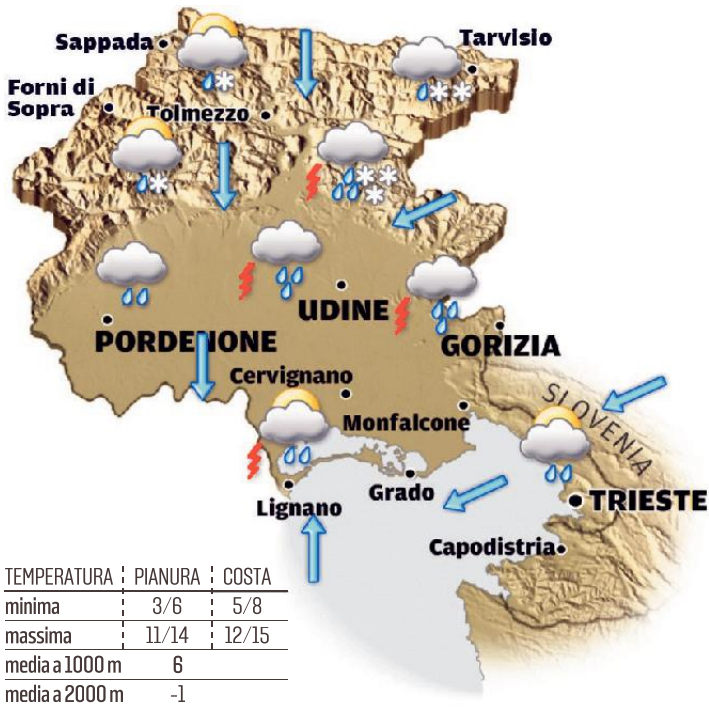 Sappada
Tarvisio
Forni di
Sopra
Tolmezzo
UDINE
PORDENONE
GORIZIA
Cervignano
SLOVENIA
Monfalcone
Grado
Lignano
TRIESTE
Capodistria
TEMPERATURA PIANURA COSTA
minima 3/6 5/8
massima 11/14 12/15
media a 1000 m 6
media a 2000 m -1